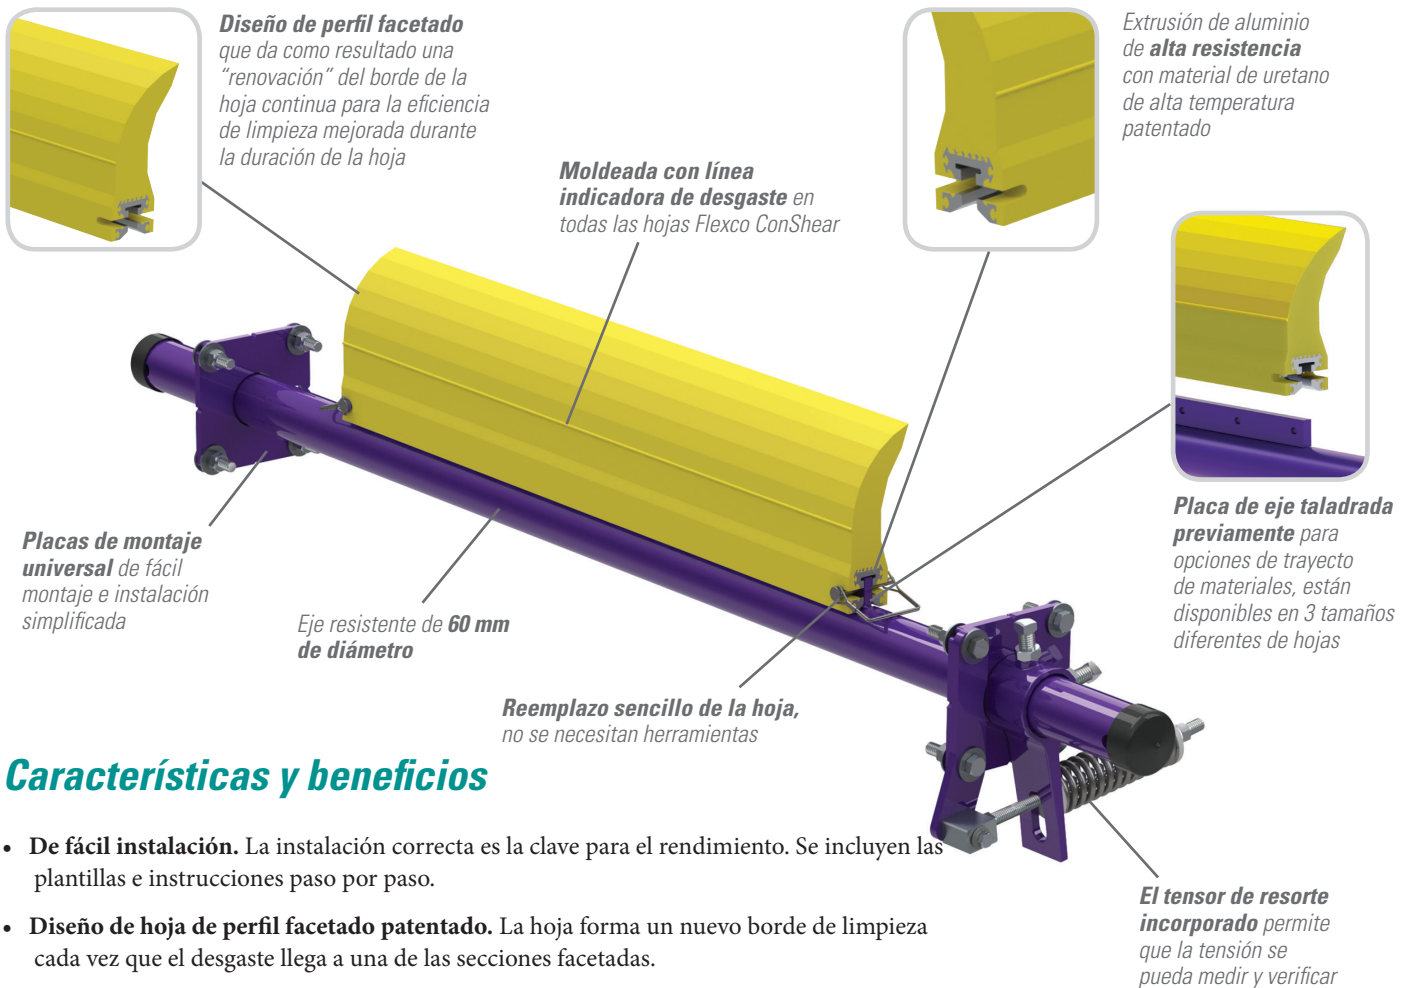 Diseño de perfil facetado
que da como resultado una
“renovación” del borde de la
hoja continua para la eficiencia
de limpieza mejorada durante
la duración de la hoja
Moldeada con línea
indicadora de desgaste en
todas las hojas Flexco ConShear
Extrusión de aluminio
de alta resistencia
con material de uretano
de alta temperatura
patentado
Placa de eje taladrada
previamente para
opciones de trayecto
de materiales, están
disponibles en 3 tamaños
diferentes de hojas
Placas de montaje
universal de fácil
montaje e instalación
simplificada
Eje resistente de 60 mm
de diámetro
Reemplazo sencillo de la hoja,
no se necesitan herramientas
El tensor de resorte
incorporado permite
que la tensión se
pueda medir y verificar
Características y beneficios
• De fácil instalación. La instalación correcta es la clave para el rendimiento. Se incluyen las
plantillas e instrucciones paso por paso.
• Diseño de hoja de perfil facetado patentado. La hoja forma un nuevo borde de limpieza
cada vez que el desgaste llega a una de las secciones facetadas.